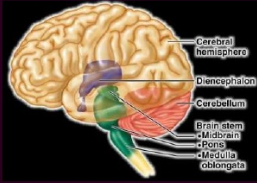 Cerebral
hemisphere
Diencephalon
Cerebellum
Brain stem
•Midbrain
•Pons
•Medulla
oblongata